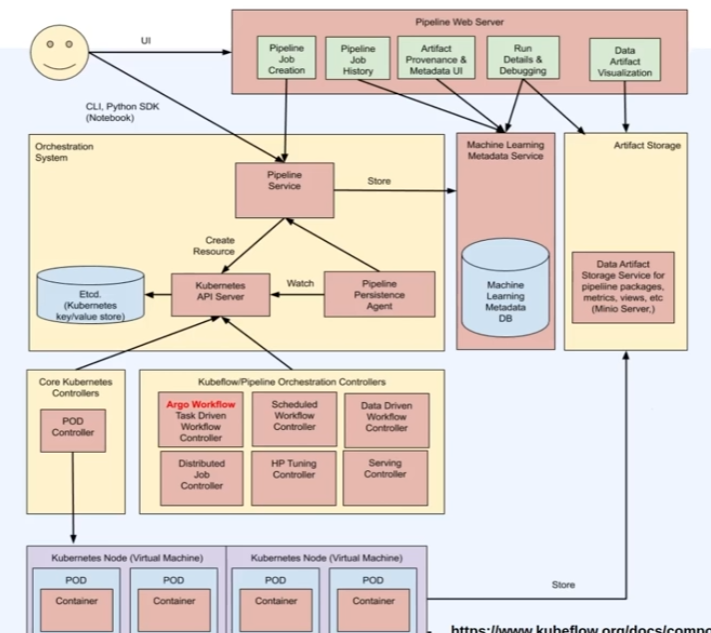 Pipeline Web Server
UI
Pipeline
Job
Creation
Pipeline
Job
History
Artifact
Provenance &
Metadata UI
Run
Details &
Debugging
Data
Artifact
Visualization
CLI, Python SDK
(Notebook)
Orchestration
System
Machine Learning
Metadata Service
Artifact Storage
Pipeline
Service
Store
Create
Resource
Data Artifact
Storage Service for
pipeliine packages,
metrics, views, etc
(Minio Server,)
Etcd.
(Kubernetes
key/value store)
Kubernetes
API Server
Watch
Pipeline
Persistence
Agent
Machine
Learning
Metadata
DB
Core Kubernetes
Controllers
Kubeflow/Pipeline Orchestration Controllers
POD
Controller
Argo Workflow
Task Driven
Workflow
Controller
Scheduled
Workflow
Controller
Data Driven
Workflow
Controller
Distributed
Job
Controller
HP Tuning
Controller
Serving
Controller
Kubernetes Node (Virtual Machine)
Kubernetes Node (Virtual Machine)
POD
POD
POD
POD
Container
Container
Container
Container
Store
https://www.kubeflow.org/docs/compo